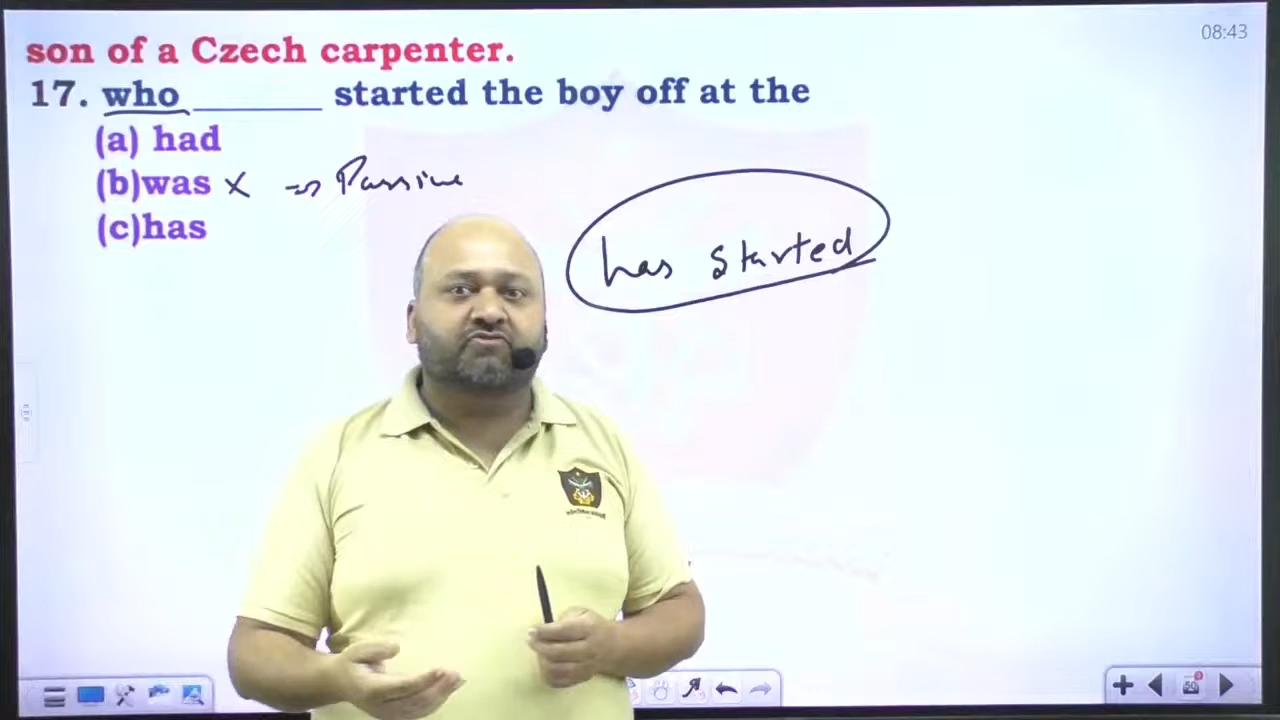 08:43
son of a Czech carpenter.
17. who ______ started the boy off at the
(a) had
(b)was x ⇒ Passive
(c)has
has started